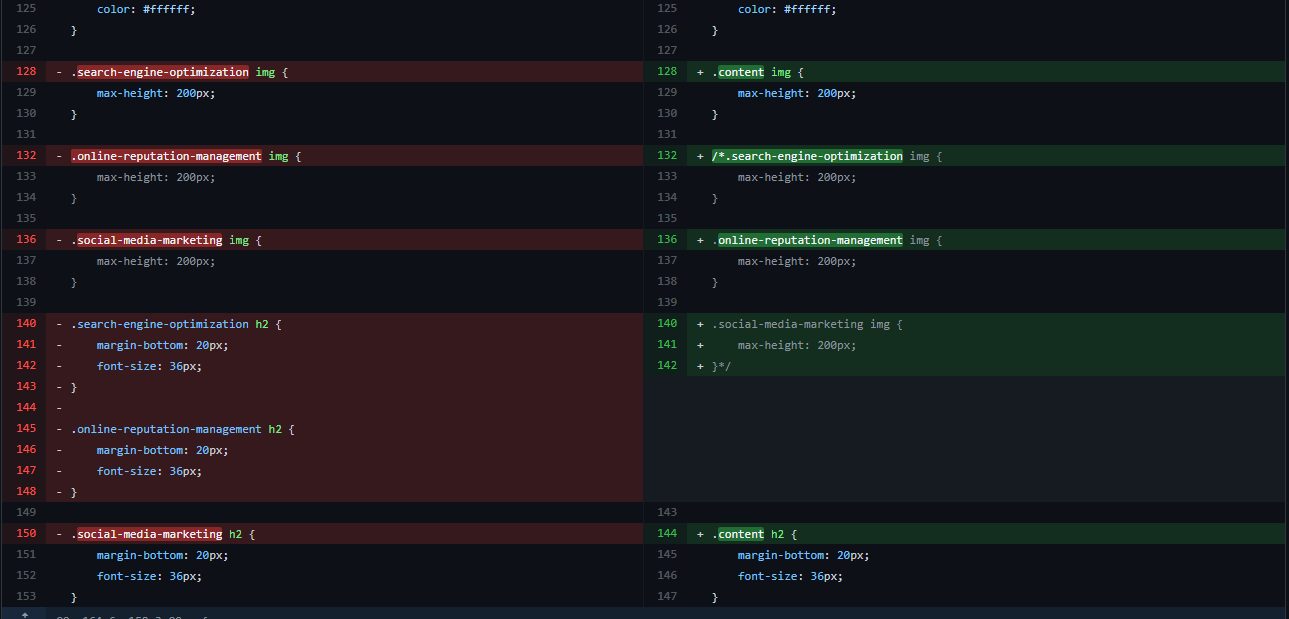 125 color: #ffffff;
126 }
127
128 - .search-engine-optimization img {
129 max-height: 200px;
130 }
131
132 - .online-reputation-management img {
133 max-height: 200px;
134 }
135
136 - .social-media-marketing img {
137 max-height: 200px;
138 }
139
140 - .search-engine-optimization h2 {
141 - margin-bottom: 20px;
142 - font-size: 36px;
143 - }
144 -
145 - .online-reputation-management h2 {
146 - margin-bottom: 20px;
147 - font-size: 36px;
148 - }
149
150 - .social-media-marketing h2 {
151 margin-bottom: 20px;
152 font-size: 36px;
153 }
125 color: #ffffff;
126 }
127
128 + .content img {
129 max-height: 200px;
130 }
131
132 + /*.search-engine-optimization img {
133 max-height: 200px;
134 }
135
136 + .online-reputation-management img {
137 max-height: 200px;
138 }
139
140 + .social-media-marketing img {
141 + max-height: 200px;
142 + }*/
143
144 + .content h2 {
145 margin-bottom: 20px;
146 font-size: 36px;
147 }